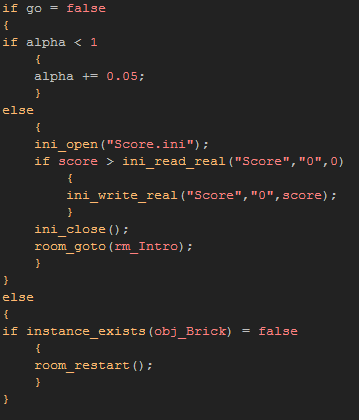 if go = false
{
if alpha < 1
{
alpha += 0.05;
}
else
{
ini_open("Score.ini");
if score > ini_read_real("Score","0",0)
{
ini_write_real("Score","0",score);
}
ini_close();
room_goto(rm_Intro);
}
}
else
{
if instance_exists(obj_Brick) = false
{
room_restart();
}
}